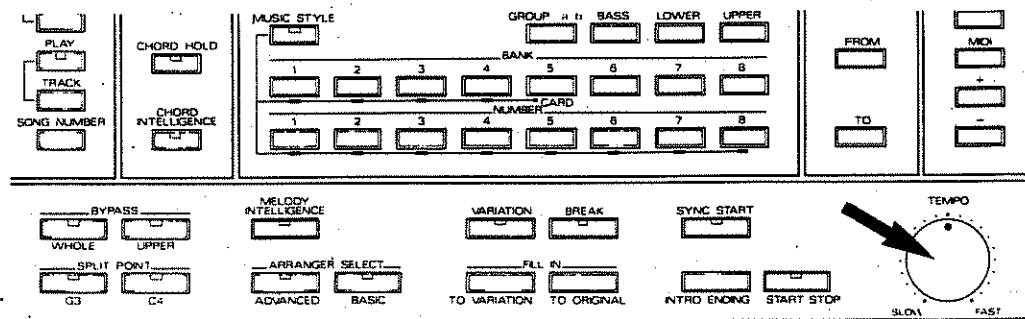 MUSIC STYLE
GROUP a b BASS LOWER UPPER
PLAY
CHORD HOLD
BANK
FROM
MIDI
1 2 3 4 5 6 7 8
TRACK
+
CARD
SONG NUMBER
CHORD INTELLIGENCE
NUMBER
TO
-
1 2 3 4 5 6 7 8
BYPASS
MELODY INTELLIGENCE
VARIATION BREAK
SYNC START
TEMPO
WHOLE UPPER
SPLIT POINT
ARRANGER SELECT
FILL IN
G3 C4
ADVANCED BASIC
TO VARIATION TO ORIGINAL
INTRO ENDING START STOP
SLOW FAST